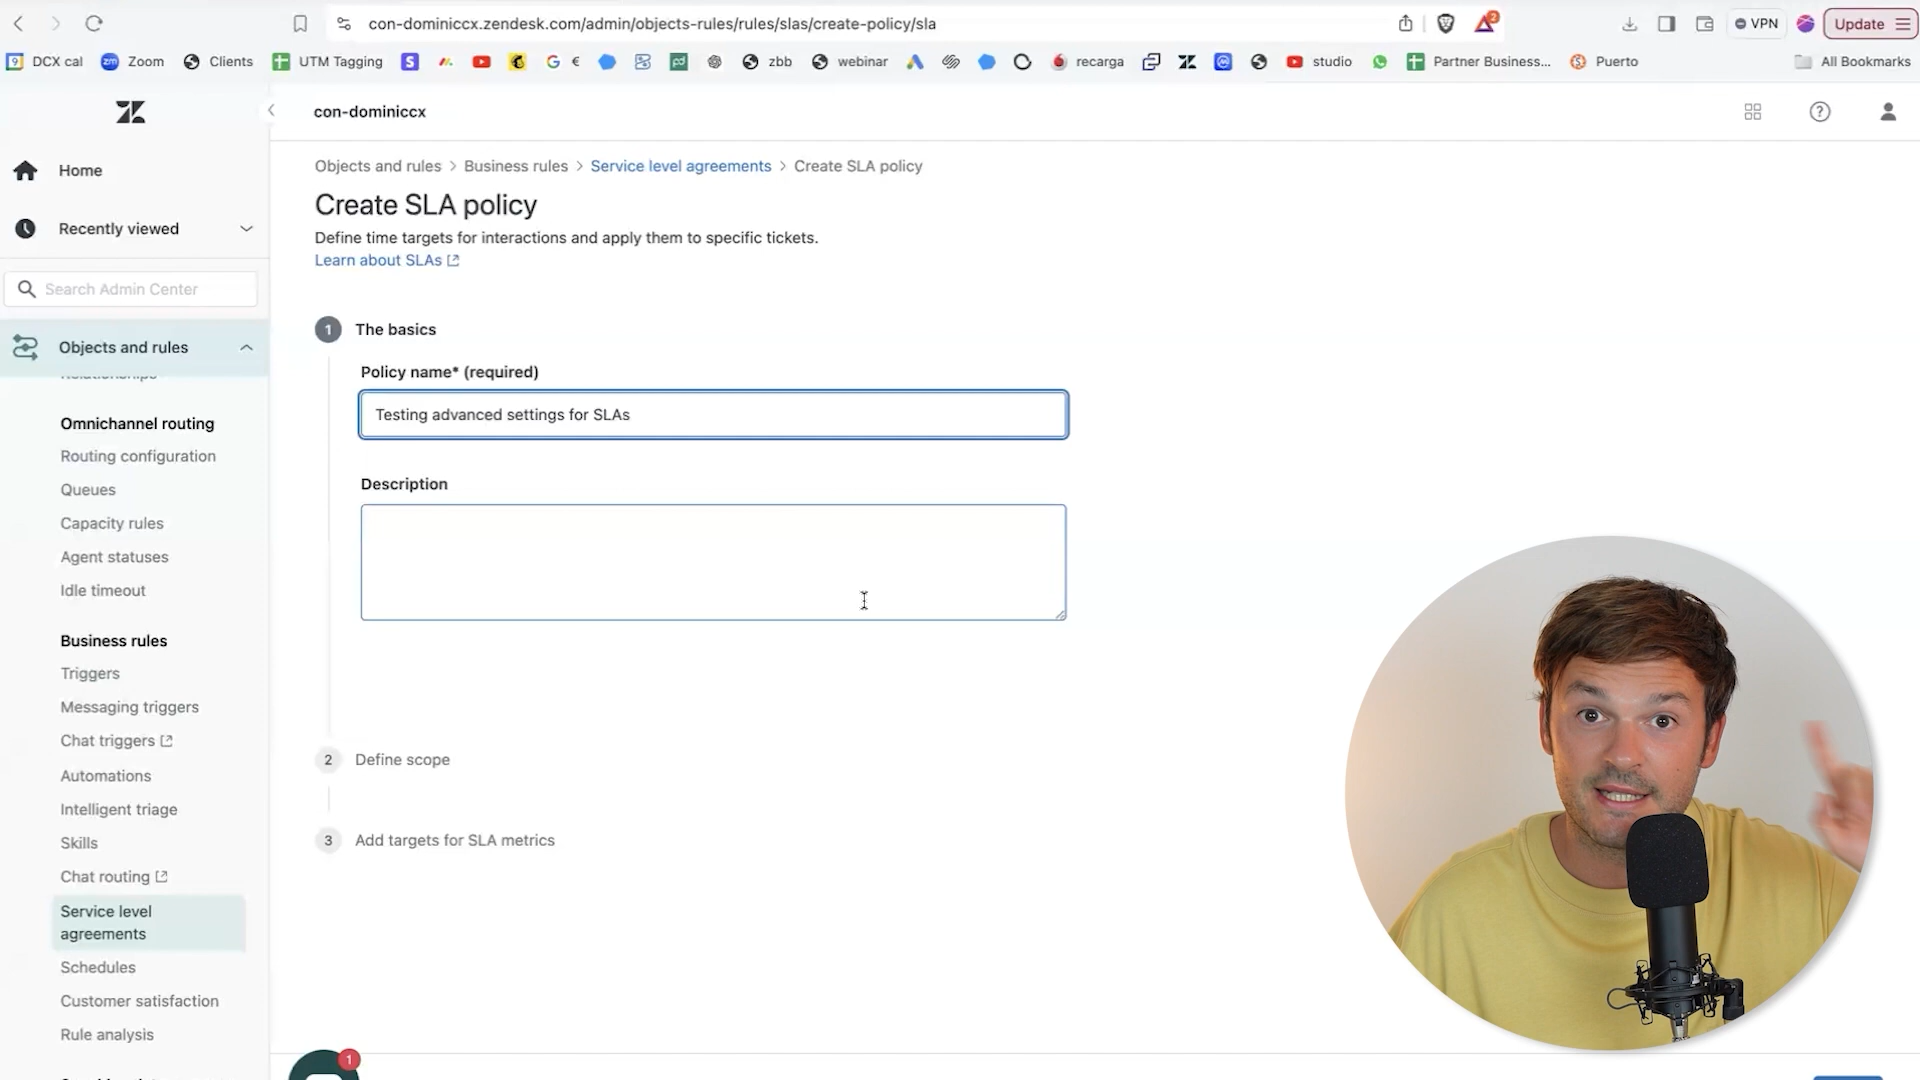 con-dominiccx.zendesk.com/admin/objects-rules/rules/slas/create-policy/sla
2
VPN
Update
9
DCX cal
zm
Zoom
Clients
UTM Tagging
S
G
€
pd
zbb
webinar
recarga
studio
Partner Business...
Puerto
All Bookmarks
con-dominiccx
Home
Recently viewed
Search Admin Center
Objects and rules
Relationships
Omnichannel routing
Routing configuration
Queues
Capacity rules
Agent statuses
Idle timeout
Business rules
Triggers
Messaging triggers
Chat triggers
Automations
Intelligent triage
Skills
Chat routing
Service level
agreements
Schedules
Customer satisfaction
Rule analysis
Objects and rules > Business rules > Service level agreements > Create SLA policy
Create SLA policy
Define time targets for interactions and apply them to specific tickets.
Learn about SLAs
1 The basics
Policy name* (required)
Testing advanced settings for SLAs
Description
2 Define scope
3 Add targets for SLA metrics
1